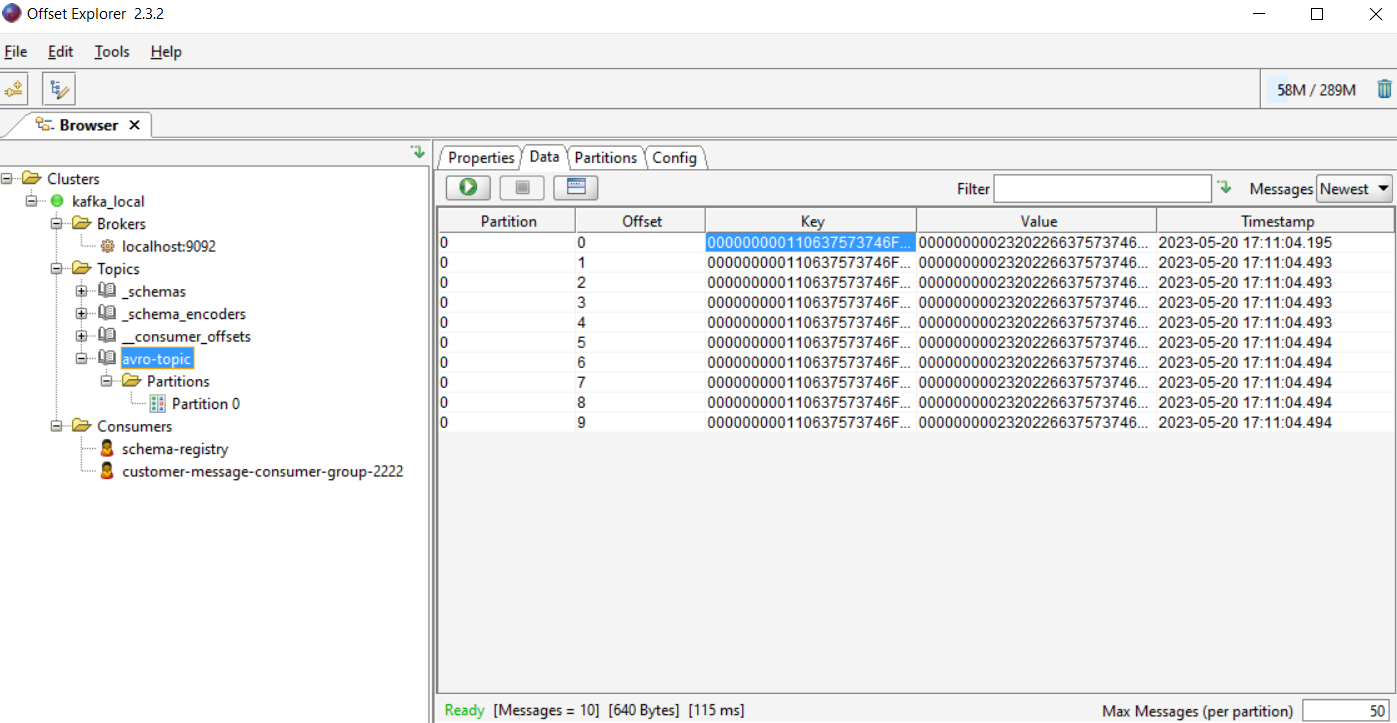 Offset Explorer 2.3.2
File Edit Tools Help
58M / 289M
Browser
Clusters
kafka_local
Brokers
localhost:9092
Topics
_schemas
_schema_encoders
__consumer_offsets
avro-topic
Partitions
Partition 0
Consumers
schema-registry
customer-message-consumer-group-2222
Properties Data Partitions Config
Filter Messages Newest
Partition Offset Key Value Timestamp
0 0 000000000110637573746F... 0000000002320226637573746... 2023-05-20 17:11:04.195
0 1 000000000110637573746F... 0000000002320226637573746... 2023-05-20 17:11:04.493
0 2 000000000110637573746F... 0000000002320226637573746... 2023-05-20 17:11:04.493
0 3 000000000110637573746F... 0000000002320226637573746... 2023-05-20 17:11:04.493
0 4 000000000110637573746F... 0000000002320226637573746... 2023-05-20 17:11:04.493
0 5 000000000110637573746F... 0000000002320226637573746... 2023-05-20 17:11:04.494
0 6 000000000110637573746F... 0000000002320226637573746... 2023-05-20 17:11:04.494
0 7 000000000110637573746F... 0000000002320226637573746... 2023-05-20 17:11:04.494
0 8 000000000110637573746F... 0000000002320226637573746... 2023-05-20 17:11:04.494
0 9 000000000110637573746F... 0000000002320226637573746... 2023-05-20 17:11:04.494
Ready [Messages = 10] [640 Bytes] [115 ms]
Max Messages (per partition) 50